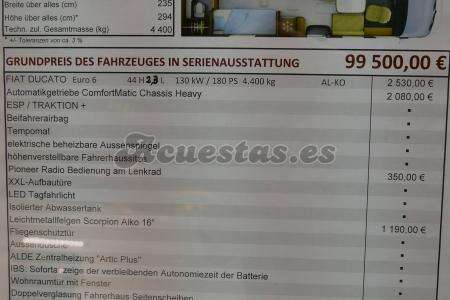 Breite über alles (cm) 235
Höhe über alles (cm)* 294
Techn. zul. Gesamtmasse (kg) 4 400
* +/- Toleranzen von ca. 3 %
GRUNDPREIS DES FAHRZEUGES IN SERIENAUSSTATTUNG 99 500,00 €
FIAT DUCATO Euro 6 44 H 2,3 L 130 kW / 180 PS 4.400 kg AL-KO 2 530,00 €
Automatikgetriebe ComfortMatic Chassis Heavy 2 080,00 €
ESP / TRAKTION +
Beifahrerairbag
Tempomat
elektrische beheizbare Aussenspiegel
höhenverstellbare Fahrerhaussitze
Pioneer Radio Bedienung am Lenkrad
XXL-Aufbautüre 350,00 €
LED Tagfahrlicht
isolierter Abwassertank
Leichtmetallfelgen Scorpion Alko 16"
Fliegenschutztür 1 190,00 €
Aussendusche
ALDE Zentralheizung "Artic Plus"
IBS: Sofortanzeige der verbleibenden Autonomiezeit der Batterie
Wohnraumtür mit Fenster
Doppelverglasung Fahrerhaus Seitenscheiben
Zcuestas.es